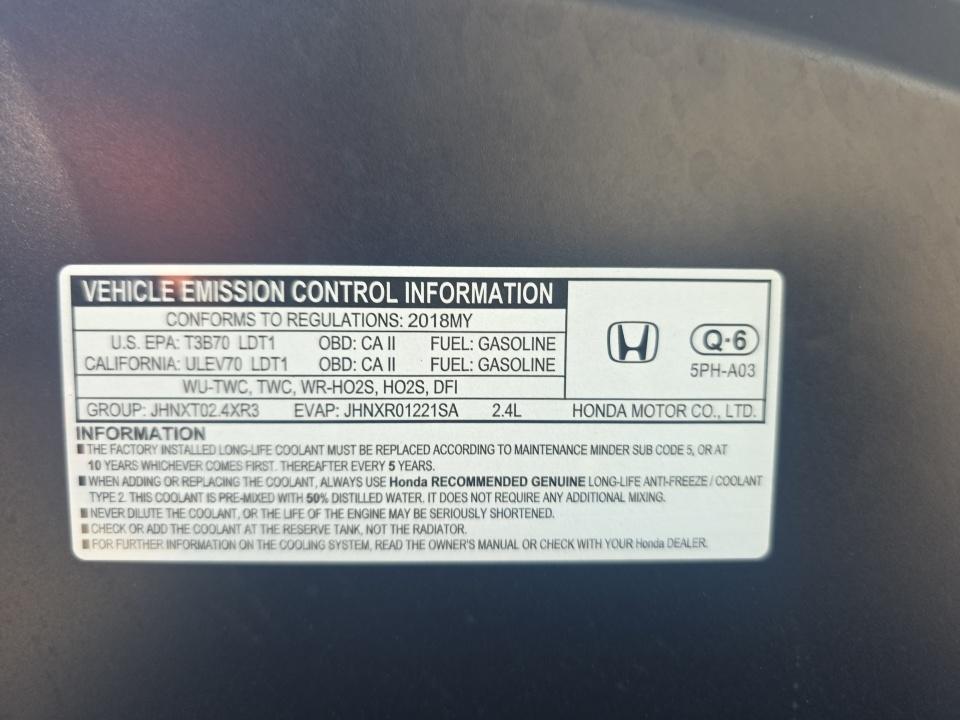 VEHICLE EMISSION CONTROL INFORMATION
CONFORMS TO REGULATIONS: 2018MY
U.S. EPA: T3B70 LDT1 OBD: CA II FUEL: GASOLINE
CALIFORNIA: ULEV70 LDT1 OBD: CA II FUEL: GASOLINE
WU-TWC, TWC, WR-HO2S, HO2S, DFI
GROUP: JHNXT02.4XR3 EVAP: JHNXR01221SA 2.4L
Q·6
5PH-A03
HONDA MOTOR CO., LTD.
INFORMATION
■ THE FACTORY INSTALLED LONG-LIFE COOLANT MUST BE REPLACED ACCORDING TO MAINTENANCE MINDER SUB CODE 5, OR AT
10 YEARS WHICHEVER COMES FIRST. THEREAFTER EVERY 5 YEARS.
■ WHEN ADDING OR REPLACING THE COOLANT, ALWAYS USE Honda RECOMMENDED GENUINE LONG-LIFE ANTI-FREEZE / COOLANT
TYPE 2. THIS COOLANT IS PRE-MIXED WITH 50% DISTILLED WATER. IT DOES NOT REQUIRE ANY ADDITIONAL MIXING.
■ NEVER DILUTE THE COOLANT, OR THE LIFE OF THE ENGINE MAY BE SERIOUSLY SHORTENED.
■ CHECK OR ADD THE COOLANT AT THE RESERVE TANK, NOT THE RADIATOR.
■ FOR FURTHER INFORMATION ON THE COOLING SYSTEM, READ THE OWNER'S MANUAL OR CHECK WITH YOUR Honda DEALER.